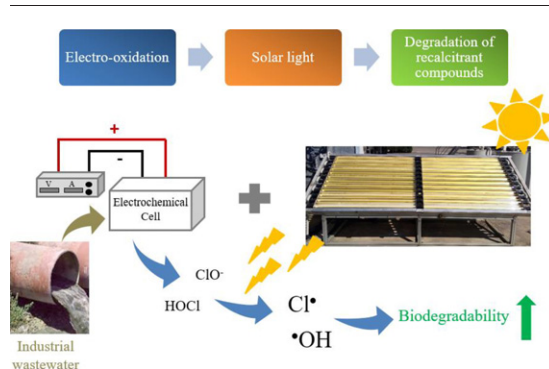 Electro-oxidation
Solar light
Degradation of
recalcitrant
compounds
+
-
V A
Electrochemical
Cell
ClO-
HOCl
Cl•
•OH
Biodegradability
Industrial
wastewater